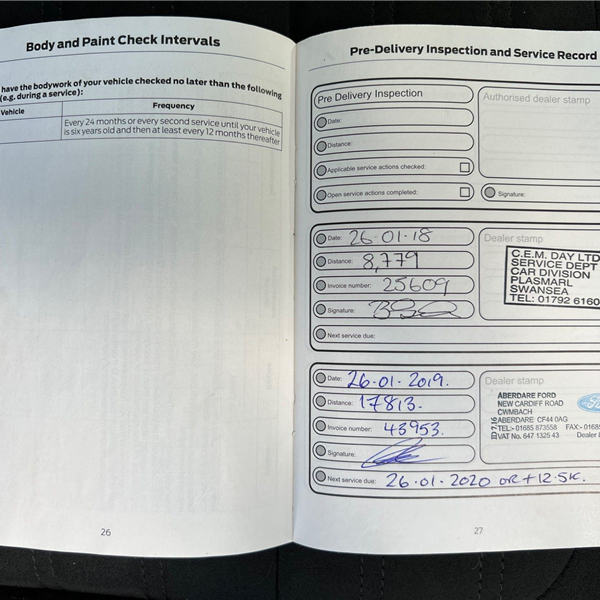 Body and Paint Check Intervals
have the bodywork of your vehicle checked no later than the following
(e.g. during a service):
Vehicle Frequency
Every 24 months or every second service until your vehicle
is six years old and then at least every 12 months thereafter
26
Pre-Delivery Inspection and Service Record
Pre Delivery Inspection
Authorised dealer stamp
Date:
Distance:
Applicable service actions checked:
Open service actions completed:
Signature:
Date: 26-01-18
Distance: 8,779
Invoice number: 25609
Signature:
Next service due:
Dealer stamp
C.E.M. DAY LTD
SERVICE DEPT
CAR DIVISION
PLASMARL
SWANSEA
TEL: 01792 6160
Date: 26-01-2019.
Distance: 17813.
Invoice number: 43953.
Signature:
Next service due: 26-01-2020 OR +12.5K.
Dealer stamp
ABERDARE FORD
NEW CARDIFF ROAD
CWMBACH
ABERDARE CF44 0AG
TEL:- 01685 873558 FAX:- 0168
VAT No. 647 1325 43 Dealer
27